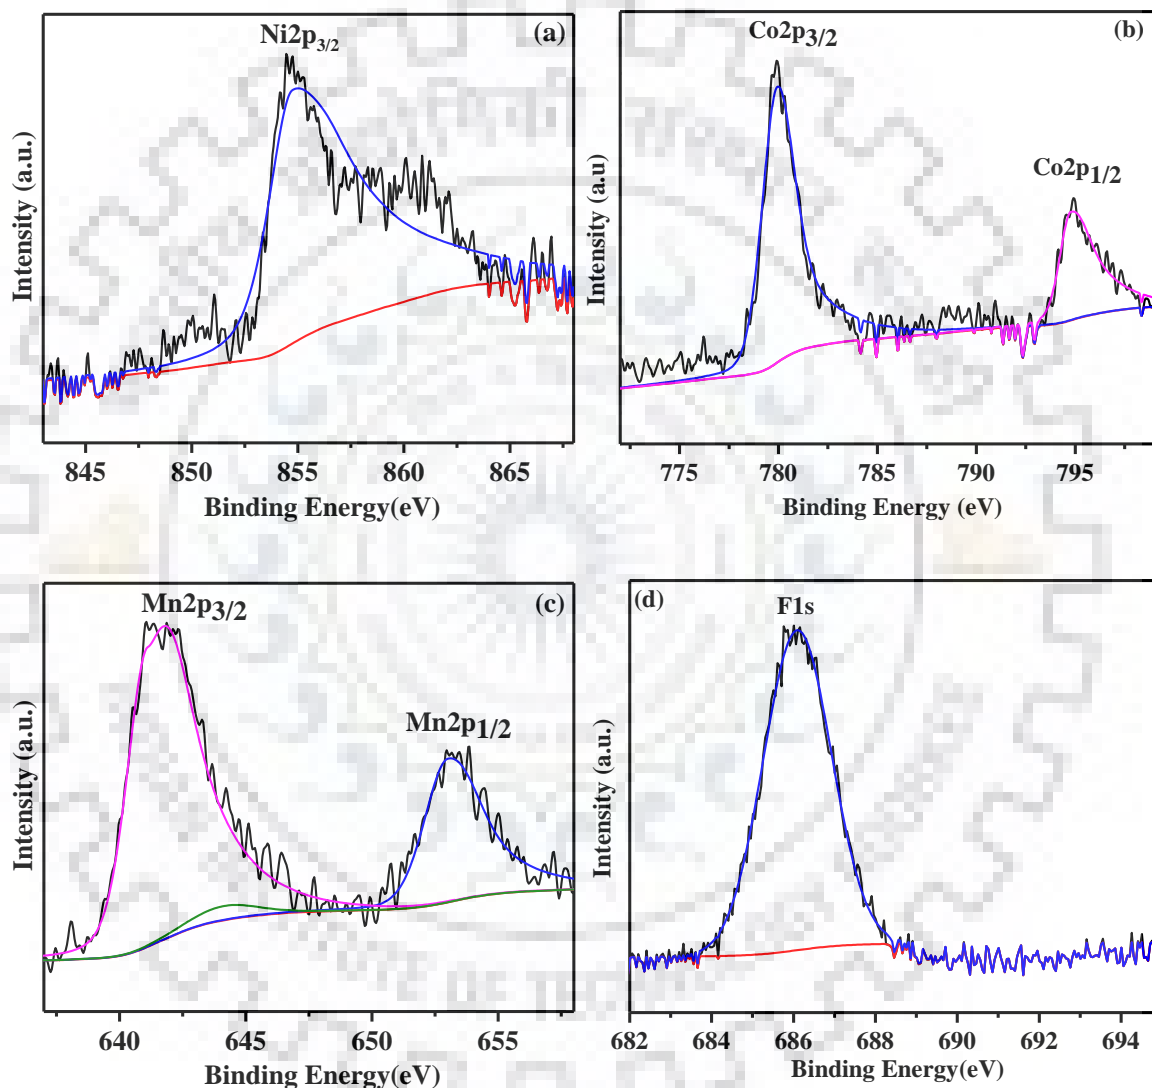 Ni2p3/2
(a)
Intensity (a.u.)
845 850 855 860 865
Binding Energy(eV)
Co2p3/2
(b)
Co2p1/2
Intensity (a.u)
775 780 785 790 795
Binding Energy (eV)
Mn2p3/2
(c)
Mn2p1/2
Intensity (a.u.)
640 645 650 655
Binding Energy(eV)
(d)
F1s
Intensity (a.u.)
682 684 686 688 690 692 694
Binding Energy(eV)